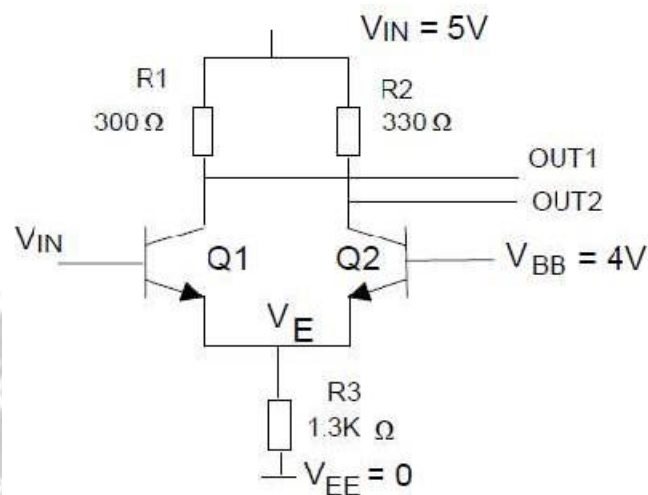 VIN = 5V
R1
300 Ω
R2
330 Ω
OUT1
OUT2
VIN
Q1
Q2
VBB = 4V
VE
R3
1.3K Ω
VEE = 0